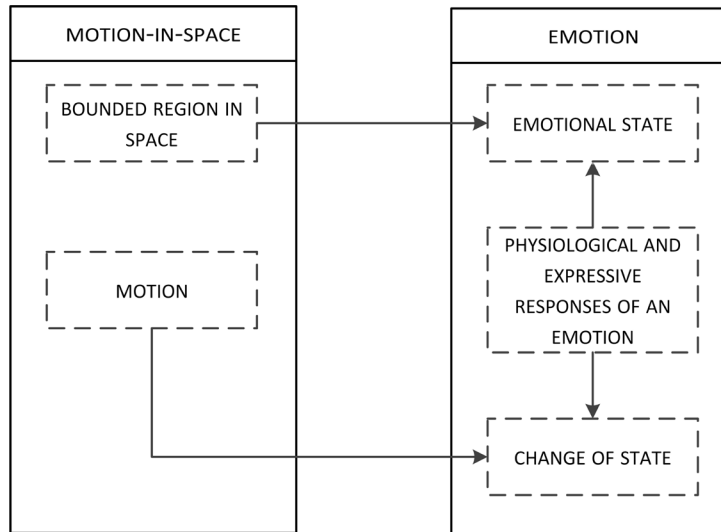 MOTION-IN-SPACE
BOUNDED REGION IN
SPACE
MOTION
EMOTION
EMOTIONAL STATE
PHYSIOLOGICAL AND
EXPRESSIVE
RESPONSES OF AN
EMOTION
CHANGE OF STATE